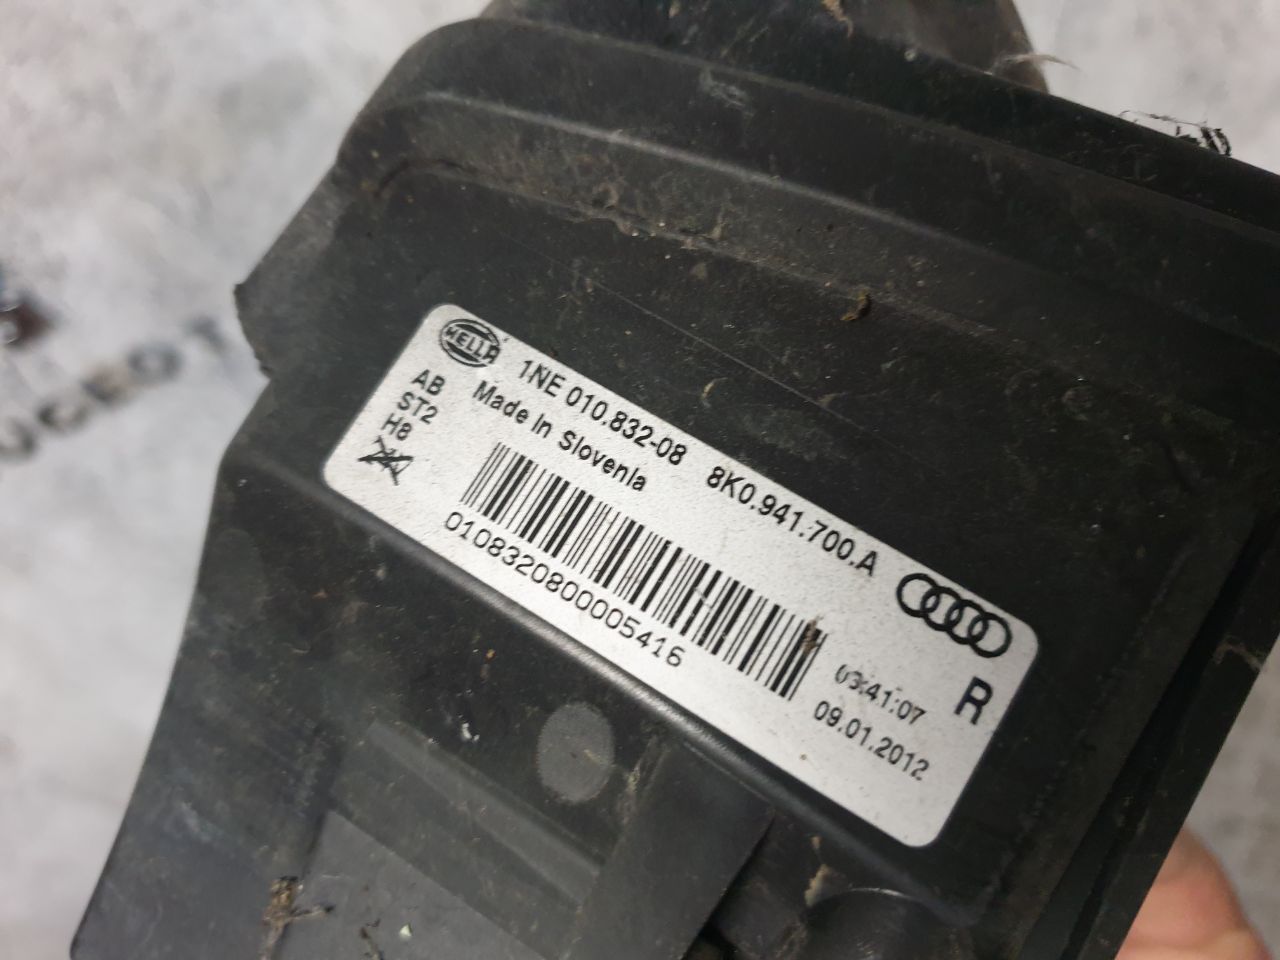 HELLA
1NE 010.832-08 8K0.941.700.A
Made in Slovenia
AB
ST2
H8
0108320800005416
R
03:41:07
09.01.2012